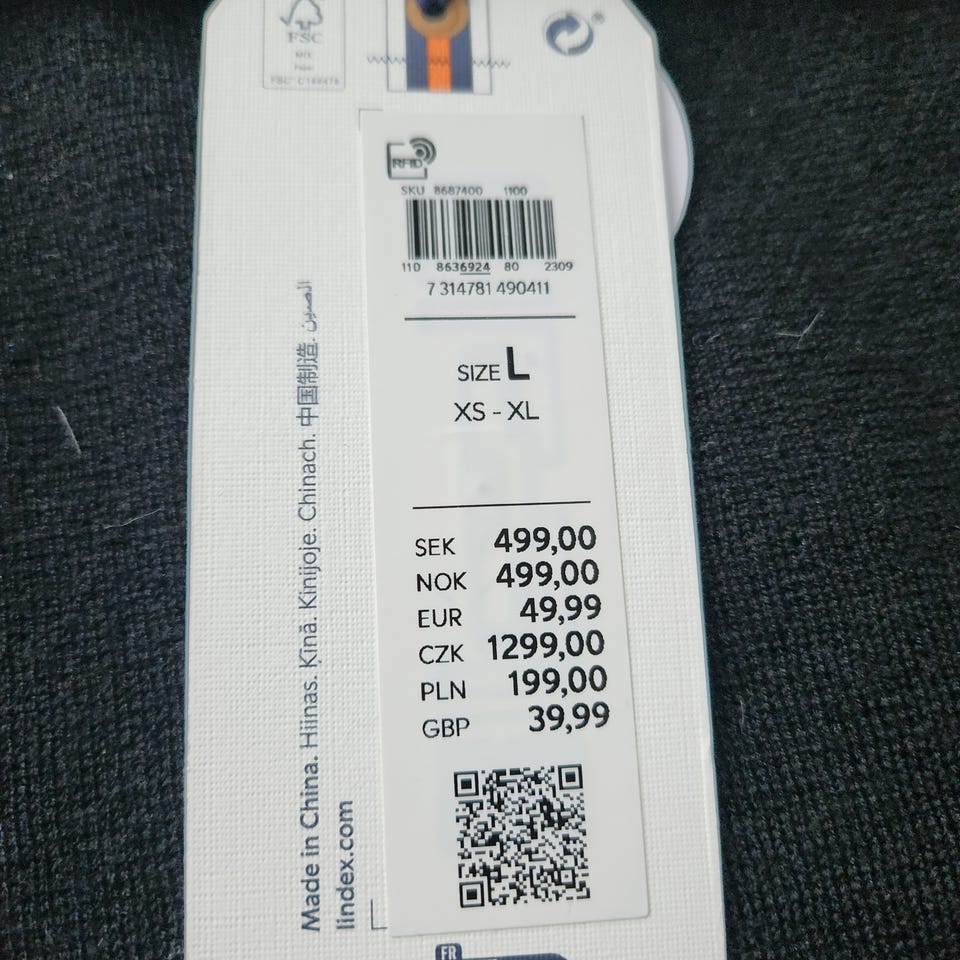 FSC
MIX
RFID
SKU 8687400 1100
110 8636924 80 2309
7 314781 490411
SIZE L
XS - XL
SEK 499,00
NOK 499,00
EUR 49,99
CZK 1299,00
PLN 199,00
GBP 39,99
Made in China. Hiinas. Ķīnā. Kinijoje. Chinach. 中国制造. الصين
lindex.com
FR